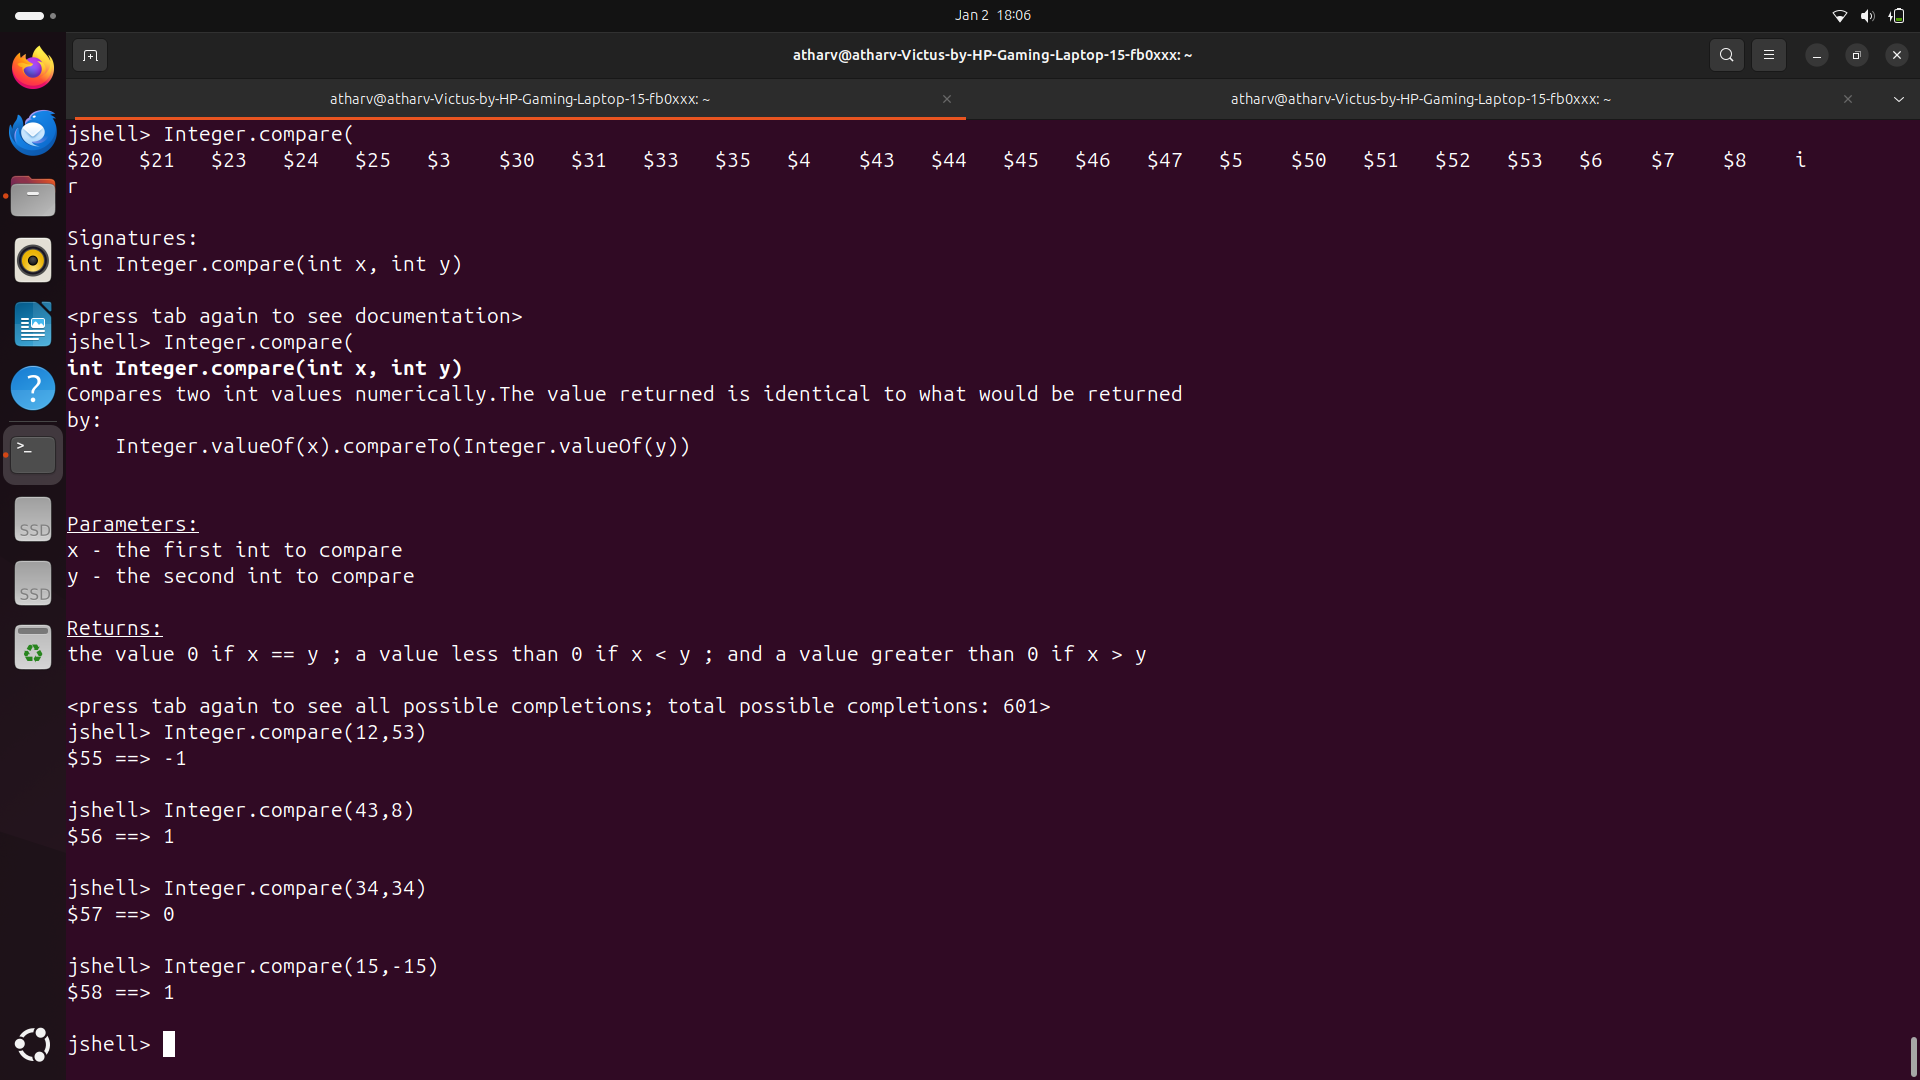 Jan 2 18:06
atharv@atharv-Victus-by-HP-Gaming-Laptop-15-fb0xxx: ~
atharv@atharv-Victus-by-HP-Gaming-Laptop-15-fb0xxx: ~
atharv@atharv-Victus-by-HP-Gaming-Laptop-15-fb0xxx: ~
jshell> Integer.compare(
$20 $21 $23 $24 $25 $3 $30 $31 $33 $35 $4 $43 $44 $45 $46 $47 $5 $50 $51 $52 $53 $6 $7 $8 i
r
Signatures:
int Integer.compare(int x, int y)
<press tab again to see documentation>
jshell> Integer.compare(
int Integer.compare(int x, int y)
Compares two int values numerically.The value returned is identical to what would be returned
by:
Integer.valueOf(x).compareTo(Integer.valueOf(y))
Parameters:
x - the first int to compare
y - the second int to compare
Returns:
the value 0 if x == y ; a value less than 0 if x < y ; and a value greater than 0 if x > y
<press tab again to see all possible completions; total possible completions: 601>
jshell> Integer.compare(12,53)
$55 ==> -1
jshell> Integer.compare(43,8)
$56 ==> 1
jshell> Integer.compare(34,34)
$57 ==> 0
jshell> Integer.compare(15,-15)
$58 ==> 1
jshell>
?
>_
SSD
SSD